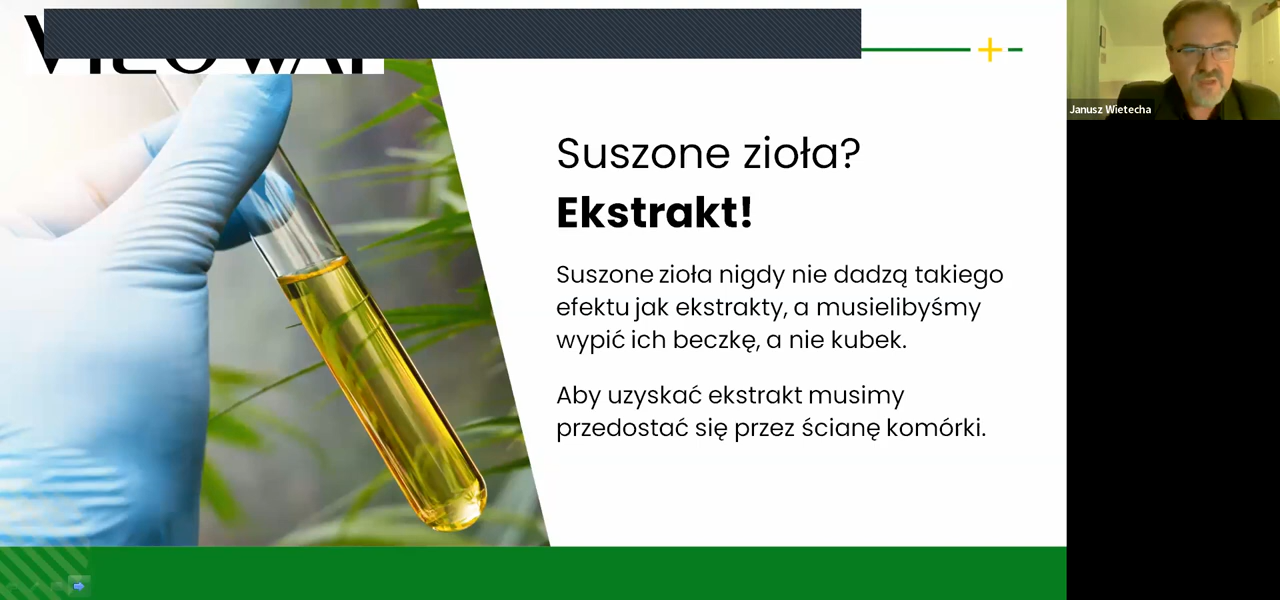 Janusz Wietecha
Suszone zioła?
Ekstrakt!
Suszone zioła nigdy nie dadzą takiego
efektu jak ekstrakty, a musielibyśmy
wypić ich beczkę, a nie kubek.
Aby uzyskać ekstrakt musimy
przedostać się przez ścianę komórki.